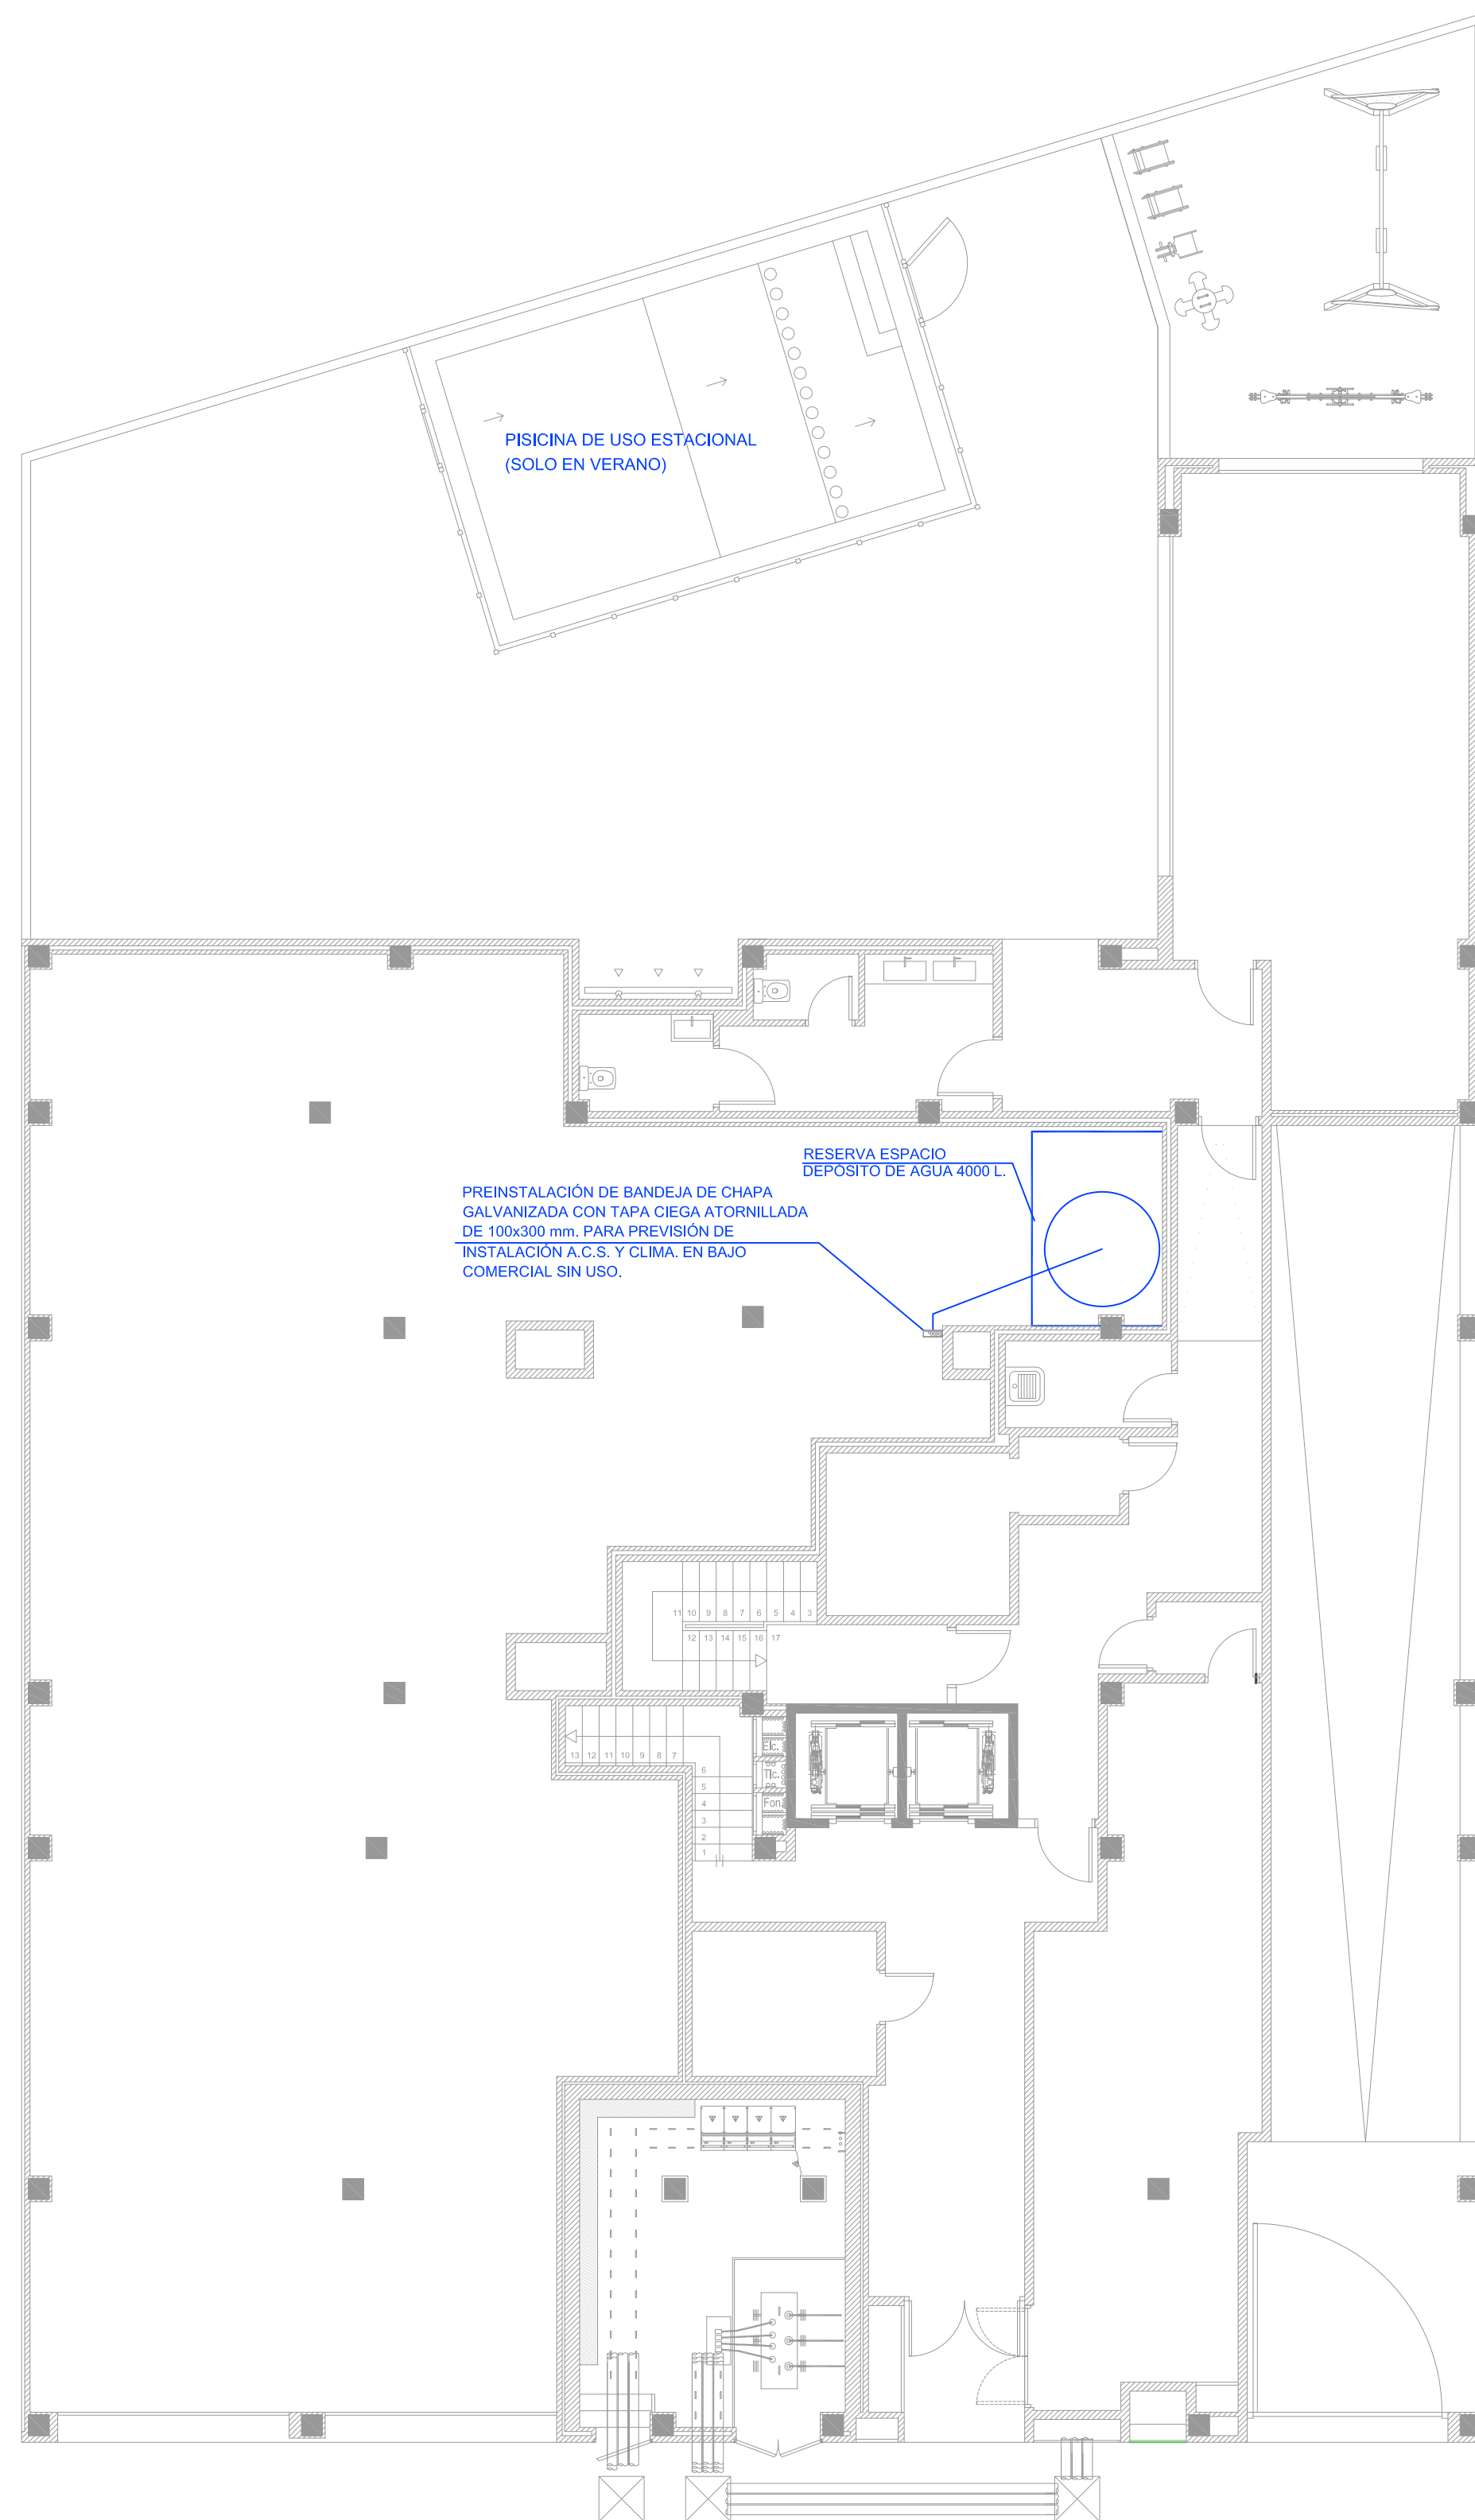 PISICINA DE USO ESTACIONAL
(SOLO EN VERANO)
RESERVA ESPACIO
DEPÓSITO DE AGUA 4000 L.
PREINSTALACIÓN DE BANDEJA DE CHAPA
GALVANIZADA CON TAPA CIEGA ATORNILLADA
DE 100x300 mm. PARA PREVISIÓN DE
INSTALACIÓN A.C.S. Y CLIMA. EN BAJO
COMERCIAL SIN USO.
11 10 9 8 7 6 5 4 3
12 13 14 15 16 17
13 12 11 10 9 8 7
6
5
4
3
2
1
Elc.
Tlc.
Fon.